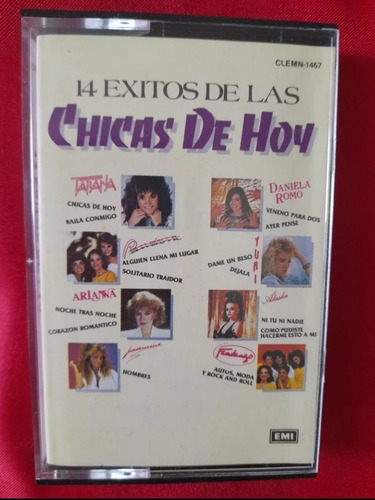 CLEMN-1467
14 EXITOS DE LAS
CHICAS DE HOY
TATIANA
CHICAS DE HOY
BAILA CONMIGO
DANIELA
ROMO
VENENO PARA DOS
AYER PENSE
Pandora
ALGUIEN LLENA MI LUGAR
SOLITARIO TRAIDOR
YURI
DAME UN BESO
DEJALA
ARIANNA
NOCHE TRAS NOCHE
CORAZON ROMANTICO
Alaska
NI TU NI NADIE
COMO PUDISTE
HACERME ESTO A MI
HOMBRES
Fandango
AUTOS, MODA
Y ROCK AND ROLL
EMI